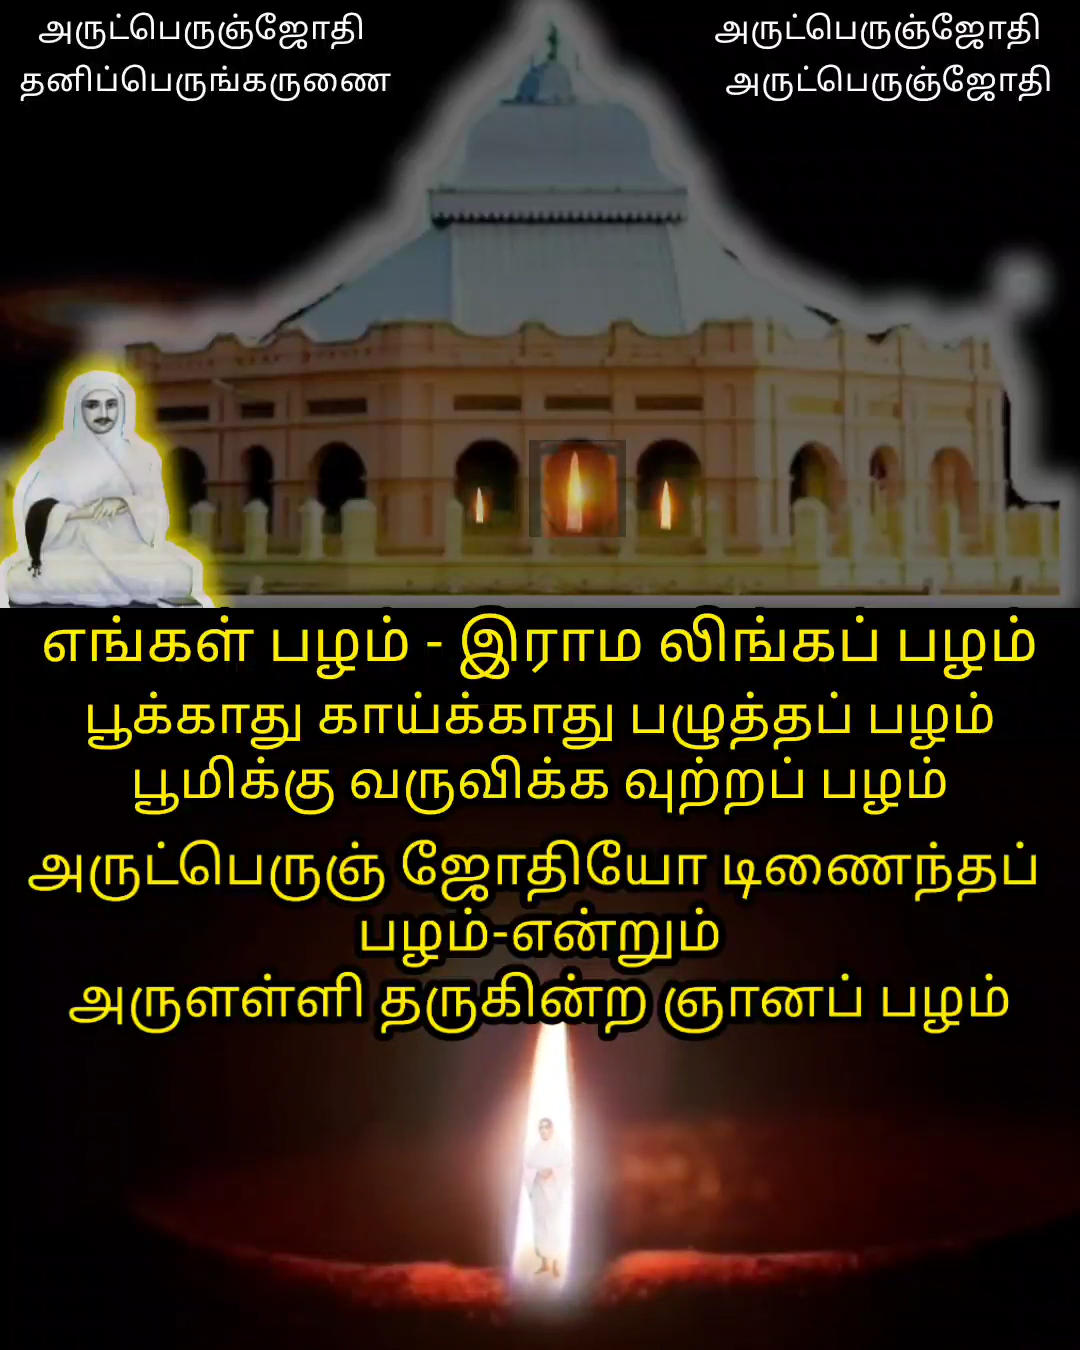 அருட்பெருஞ்ஜோதி
அருட்பெருஞ்ஜோதி
தனிப்பெருங்கருணை
அருட்பெருஞ்ஜோதி
எங்கள் பழம் - இராம லிங்கப் பழம்
பூக்காது காய்க்காது பழுத்தப் பழம்
பூமிக்கு வருவிக்க வுற்றப் பழம்
அருட்பெருஞ் ஜோதியோ டிணைந்தப்
பழம்-என்றும்
அருளள்ளி தருகின்ற ஞானப் பழம்